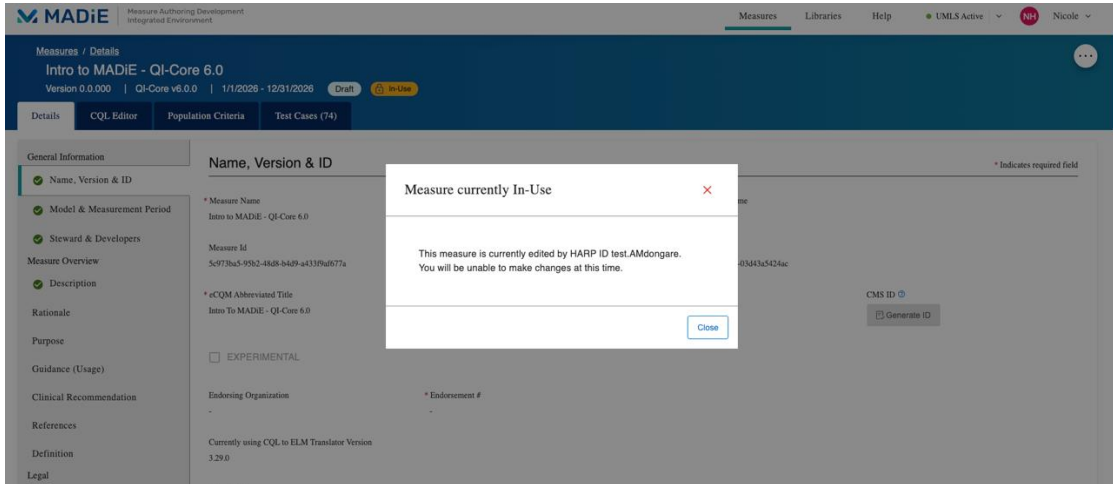 MADiE
Measure Authoring Development
Integrated Environment
Measures
Libraries
Help
UMLS Active
NH
Nicole
Measures / Details
Intro to MADiE - QI-Core 6.0
Version 0.0.000 | QI-Core v6.0.0 | 1/1/2026 - 12/31/2026 Draft In-Use
Details
CQL Editor
Population Criteria
Test Cases (74)
General Information
Name, Version & ID
Model & Measurement Period
Steward & Developers
Measure Overview
Description
Rationale
Purpose
Guidance (Usage)
Clinical Recommendation
References
Definition
Legal
Name, Version & ID
* Indicates required field
* Measure Name
Intro to MADiE - QI-Core 6.0
me
Measure Id
5c973ba5-95b2-48d8-b4d9-a433f9af677a
-03d43a5424ac
* eCQM Abbreviated Title
Intro To MADiE - QI-Core 6.0
CMS ID
Generate ID
EXPERIMENTAL
Endorsing Organization
-
* Endorsement #
-
Currently using CQL to ELM Translator Version
3.29.0
Measure currently In-Use
This measure is currently edited by HARP ID test.AMdongare.
You will be unable to make changes at this time.
Close